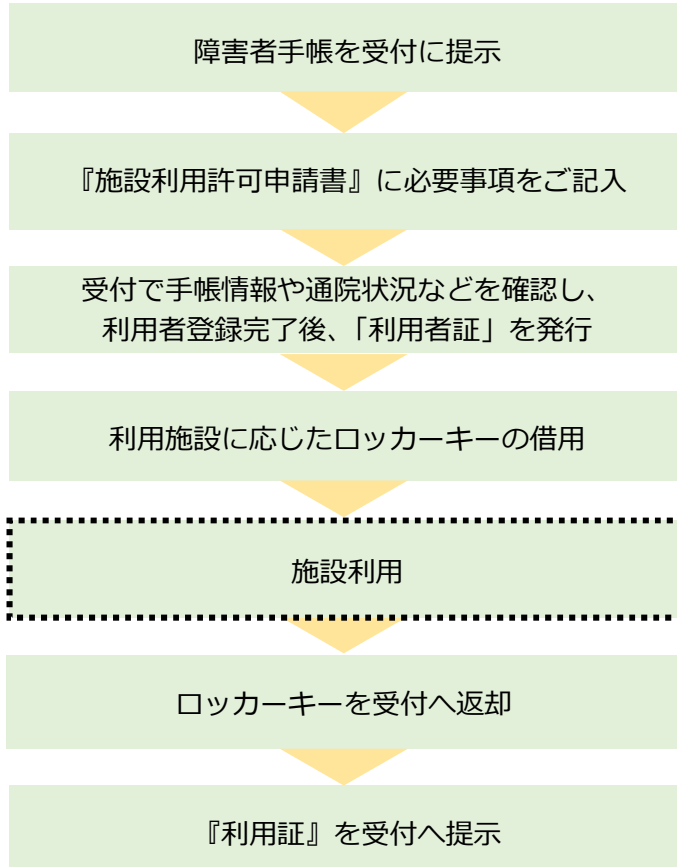 障害者手帳を受付に提示
『施設利用許可申請書』に必要事項をご記入
受付で手帳情報や通院状況などを確認し、
利用者登録完了後、「利用者証」を発行
利用施設に応じたロッカーキーの借用
施設利用
ロッカーキーを受付へ返却
『利用証』を受付へ提示